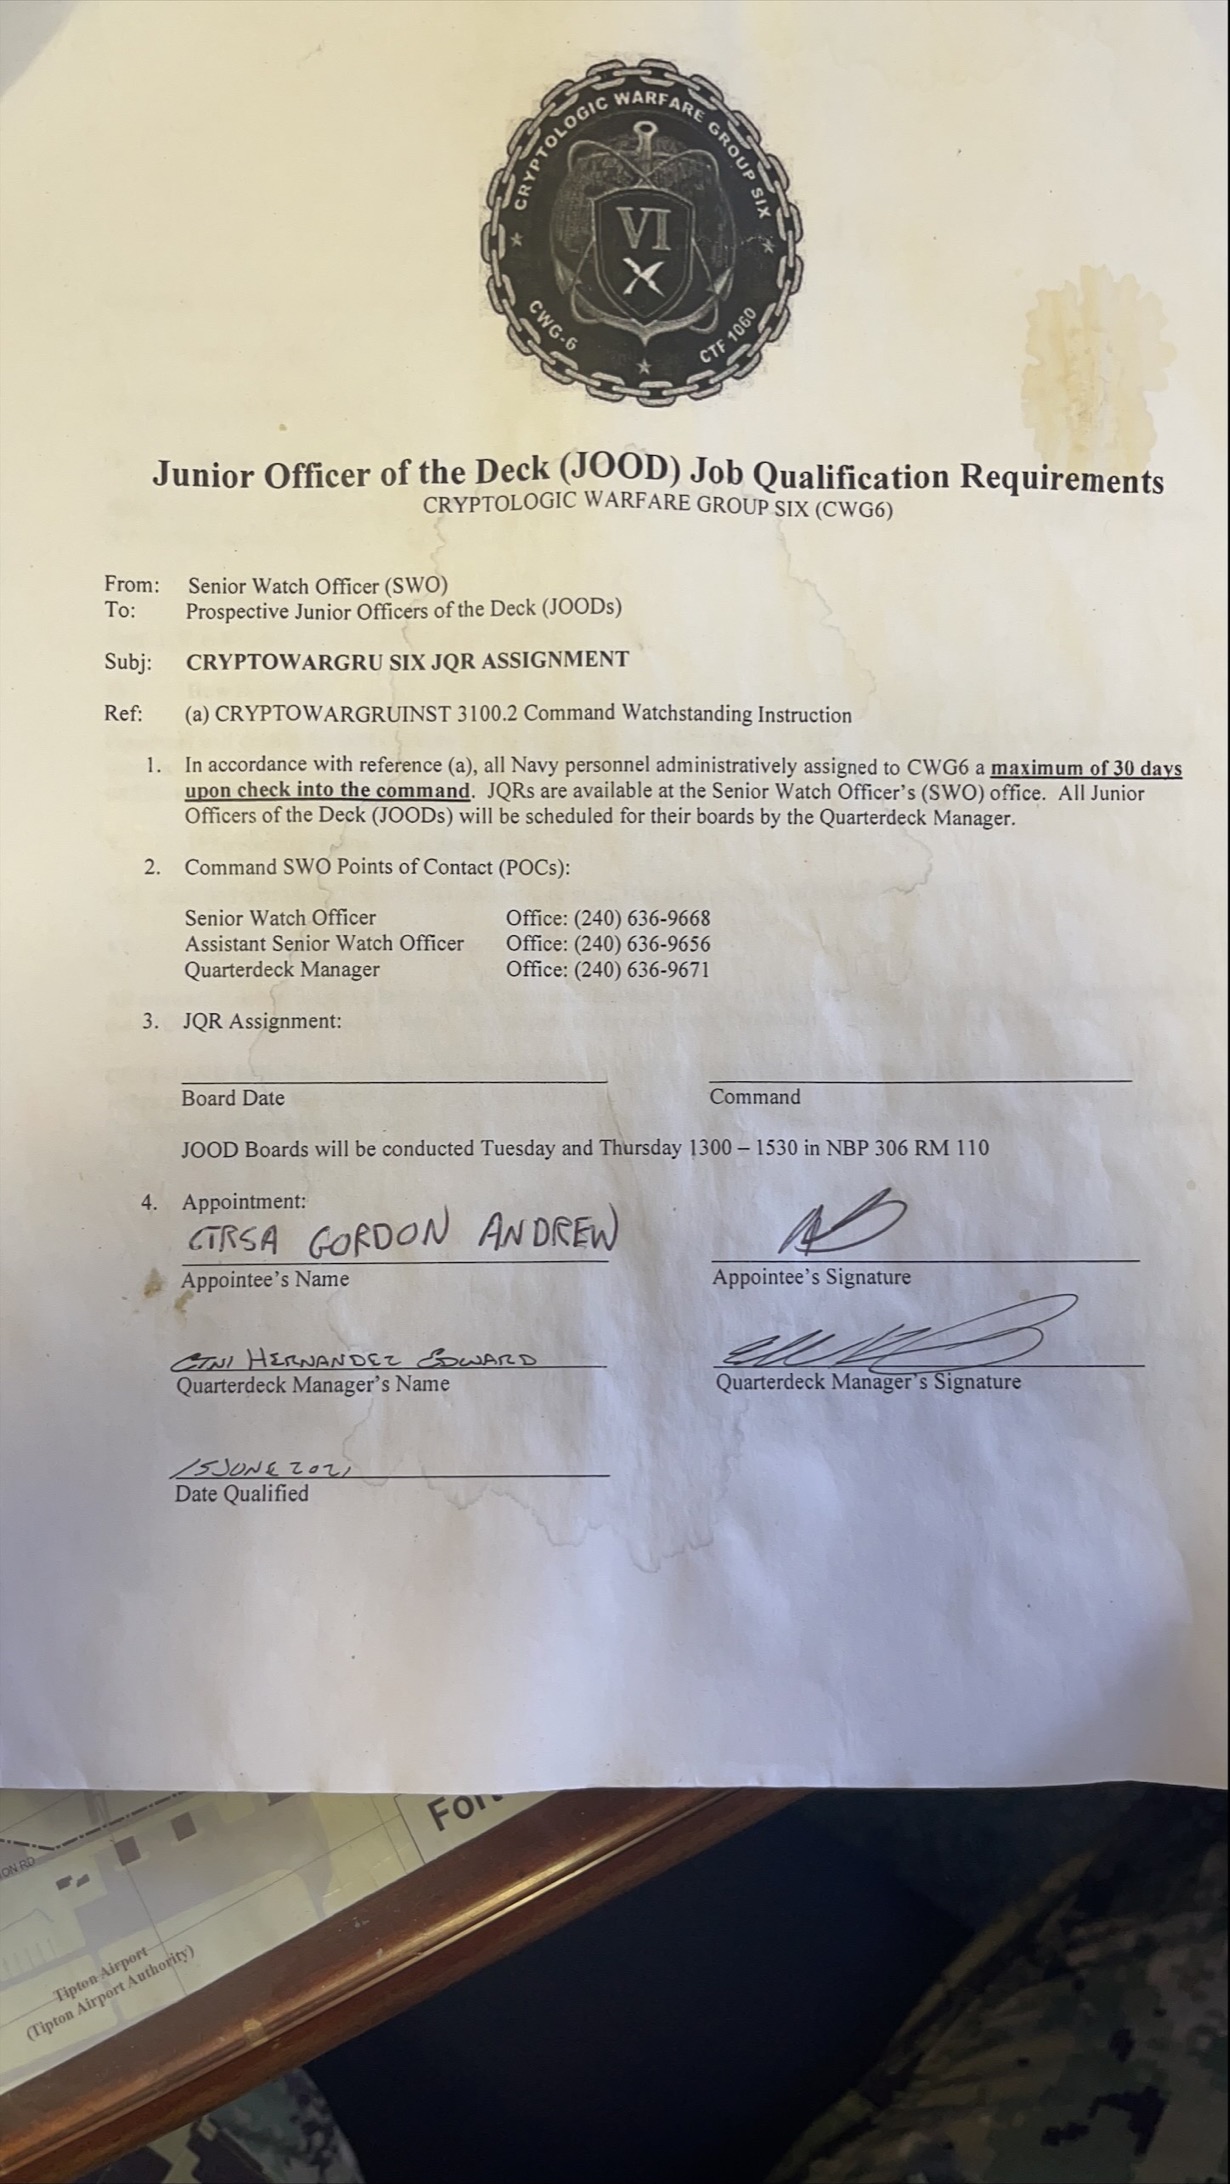 CRYPTOLOGIC WARFARE GROUP SIX
VI
CWG-6
CTF 1060
Junior Officer of the Deck (JOOD) Job Qualification Requirements
CRYPTOLOGIC WARFARE GROUP SIX (CWG6)
From: Senior Watch Officer (SWO)
To: Prospective Junior Officers of the Deck (JOODs)
Subj: CRYPTOWARGRU SIX JQR ASSIGNMENT
Ref: (a) CRYPTOWARGRUINST 3100.2 Command Watchstanding Instruction
1. In accordance with reference (a), all Navy personnel administratively assigned to CWG6 a maximum of 30 days
upon check into the command. JQRs are available at the Senior Watch Officer's (SWO) office. All Junior
Officers of the Deck (JOODs) will be scheduled for their boards by the Quarterdeck Manager.
2. Command SWO Points of Contact (POCs):
Senior Watch Officer Office: (240) 636-9668
Assistant Senior Watch Officer Office: (240) 636-9656
Quarterdeck Manager Office: (240) 636-9671
3. JQR Assignment:
Board Date Command
JOOD Boards will be conducted Tuesday and Thursday 1300 – 1530 in NBP 306 RM 110
4. Appointment:
CTRSA GORDON ANDREW
Appointee's Name Appointee's Signature
CTN1 HERNANDEZ EDWARD
Quarterdeck Manager's Name Quarterdeck Manager's Signature
15 JUNE 2021
Date Qualified
Tipton Airport
(Tipton Airport Authority)